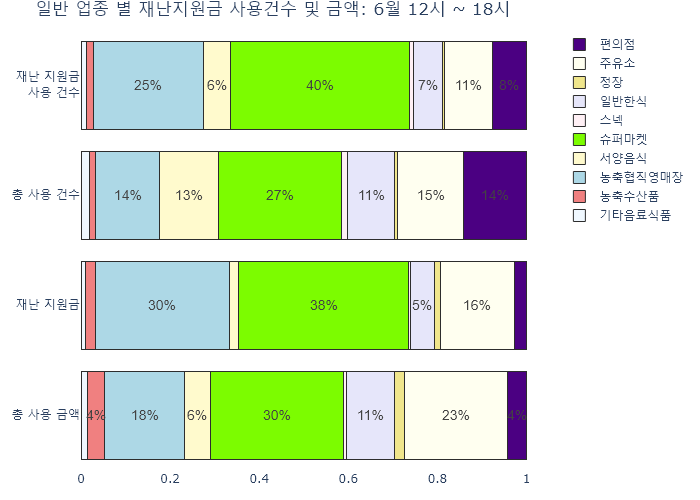 일반 업종 별 재난지원금 사용건수 및 금액: 6월 12시 ~ 18시
재난 지원금
사용 건수
25%
6%
40%
7%
11%
8%
총 사용 건수
14%
13%
27%
11%
15%
14%
재난 지원금
30%
38%
5%
16%
총 사용 금액
4%
18%
6%
30%
11%
23%
4%
0
0.2
0.4
0.6
0.8
1
편의점
주유소
정장
일반한식
스넥
슈퍼마켓
서양음식
농축협직영매장
농축수산품
기타음료식품